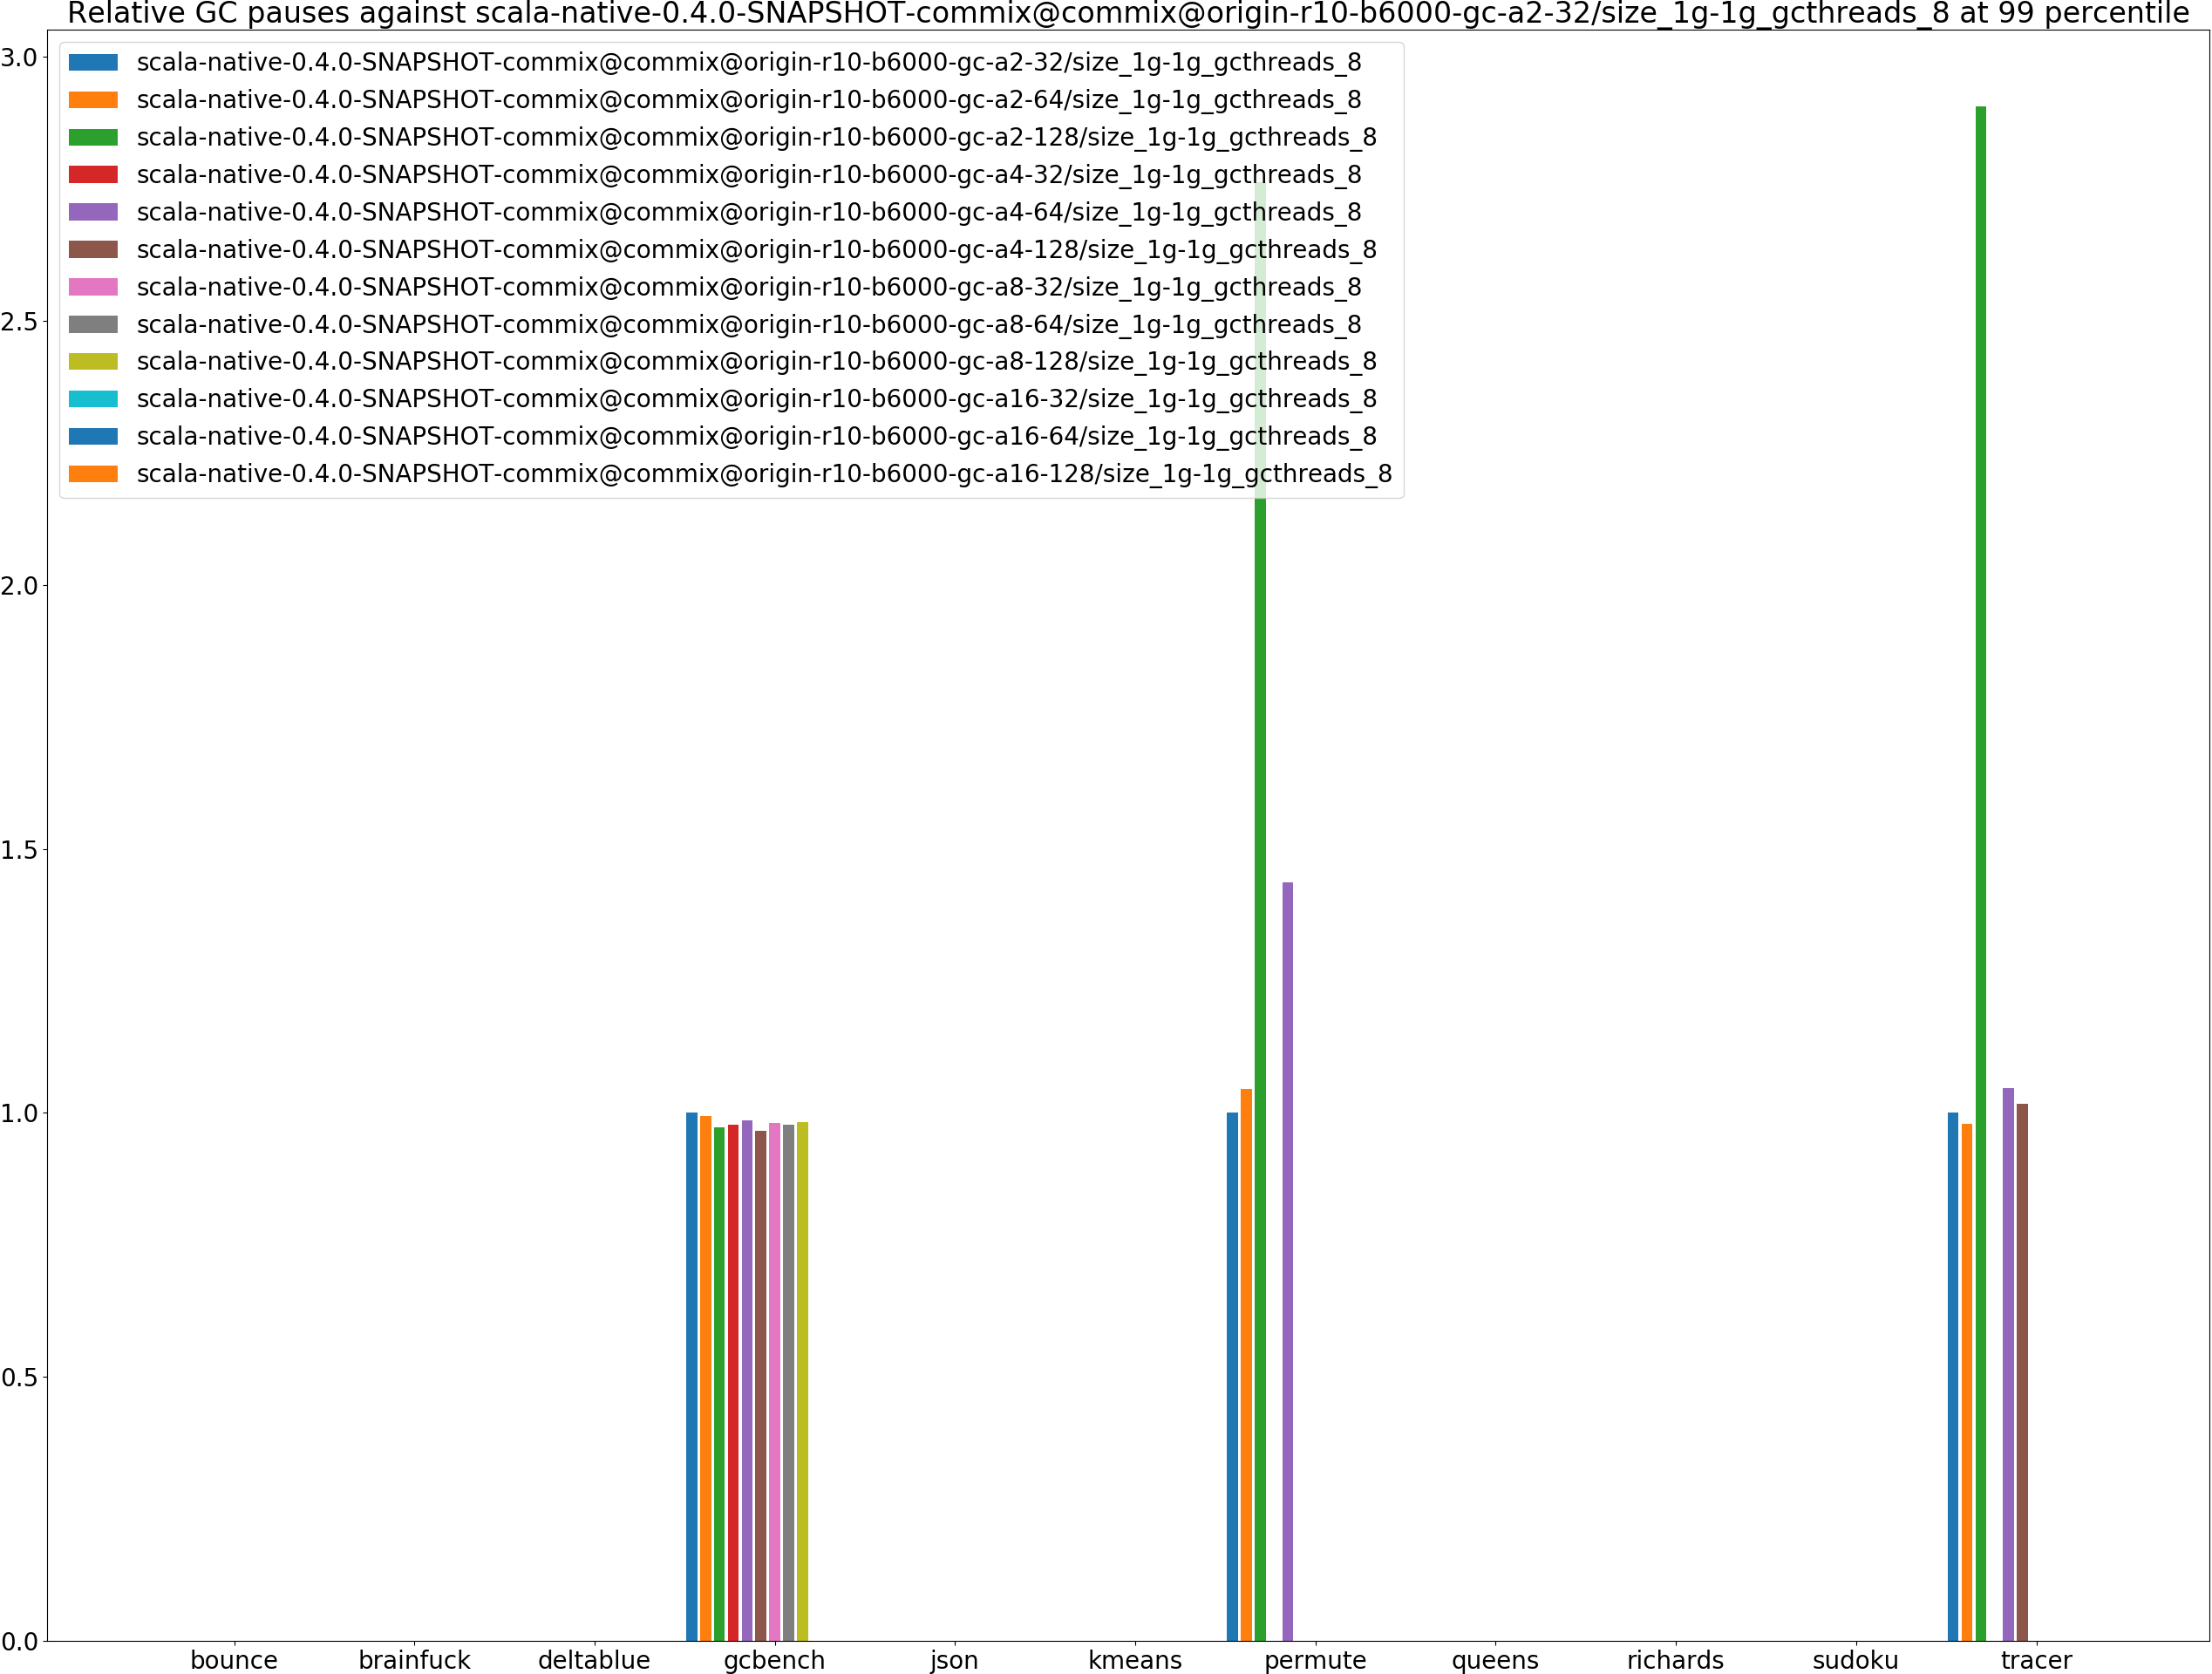 Relative GC pauses against scala-native-0.4.0-SNAPSHOT-commix@commix@origin-r10-b6000-gc-a2-32/size_1g-1g_gcthreads_8 at 99 percentile
scala-native-0.4.0-SNAPSHOT-commix@commix@origin-r10-b6000-gc-a2-32/size_1g-1g_gcthreads_8
scala-native-0.4.0-SNAPSHOT-commix@commix@origin-r10-b6000-gc-a2-64/size_1g-1g_gcthreads_8
scala-native-0.4.0-SNAPSHOT-commix@commix@origin-r10-b6000-gc-a2-128/size_1g-1g_gcthreads_8
scala-native-0.4.0-SNAPSHOT-commix@commix@origin-r10-b6000-gc-a4-32/size_1g-1g_gcthreads_8
scala-native-0.4.0-SNAPSHOT-commix@commix@origin-r10-b6000-gc-a4-64/size_1g-1g_gcthreads_8
scala-native-0.4.0-SNAPSHOT-commix@commix@origin-r10-b6000-gc-a4-128/size_1g-1g_gcthreads_8
scala-native-0.4.0-SNAPSHOT-commix@commix@origin-r10-b6000-gc-a8-32/size_1g-1g_gcthreads_8
scala-native-0.4.0-SNAPSHOT-commix@commix@origin-r10-b6000-gc-a8-64/size_1g-1g_gcthreads_8
scala-native-0.4.0-SNAPSHOT-commix@commix@origin-r10-b6000-gc-a8-128/size_1g-1g_gcthreads_8
scala-native-0.4.0-SNAPSHOT-commix@commix@origin-r10-b6000-gc-a16-32/size_1g-1g_gcthreads_8
scala-native-0.4.0-SNAPSHOT-commix@commix@origin-r10-b6000-gc-a16-64/size_1g-1g_gcthreads_8
scala-native-0.4.0-SNAPSHOT-commix@commix@origin-r10-b6000-gc-a16-128/size_1g-1g_gcthreads_8
3.0
2.5
2.0
1.5
1.0
0.5
0.0
bounce brainfuck deltablue gcbench json kmeans permute queens richards sudoku tracer